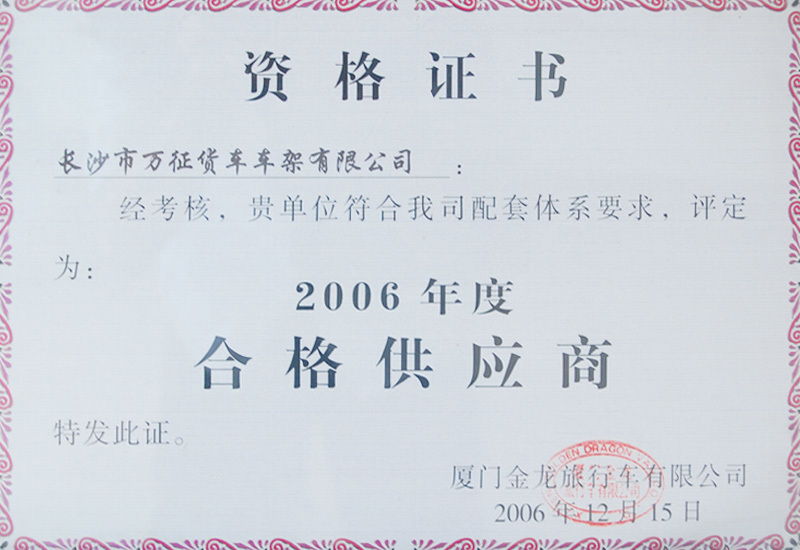 资格证书
长沙市万征货车车架有限公司：
经考核，贵单位符合我司配套体系要求，评定
为：
2006年度
合格供应商
特发此证。
厦门金龙旅行车有限公司
2006年12月15日
DEN DRAGON